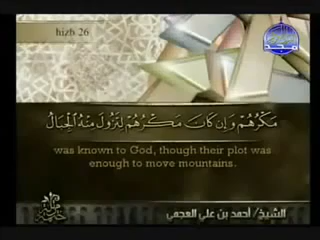 hizb 26
مجد
مَكْرُهُمْ وَإِن كَانَ مَكْرُهُمْ لِتَزُولَ مِنْهُ الْجِبَالُ
was known to God, though their plot was
enough to move mountains.
الشيخ/ أحمد بن علي العجمي